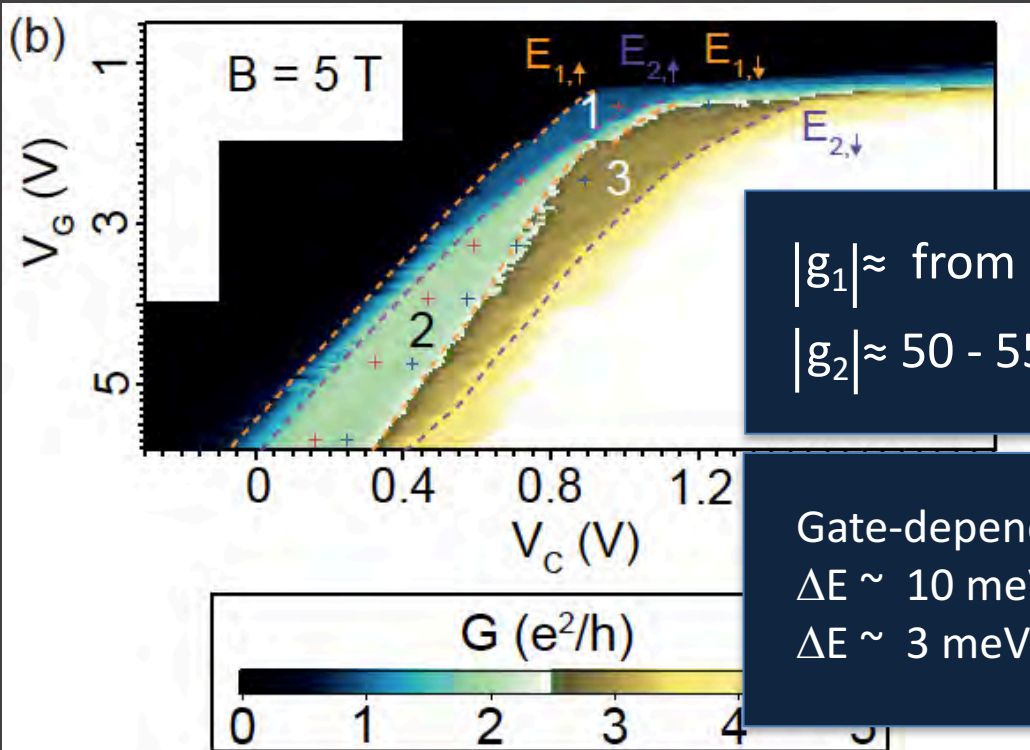 (b)
B = 5 T
E1,↑ E2,↑ E1,↓
E2,↓
1
3
2
VG (V)
1
3
5
0 0.4 0.8 1.2
VC (V)
|g1|≈ from
|g2|≈ 50 - 55
Gate-depen
ΔE ~ 10 meV
ΔE ~ 3 meV
G (e²/h)
0 1 2 3 4 5